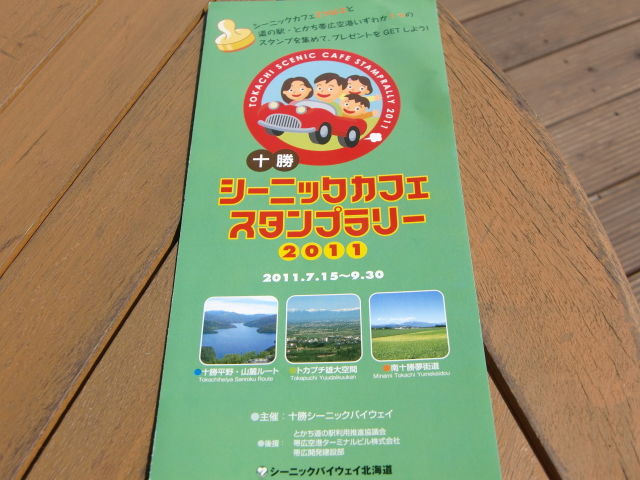 シーニックカフェ と
道の駅・とかち帯広空港いずれか の
スタンプを集めて、プレゼントをGETしよう!
TOKACHI SCENIC CAFE STAMPRALLY 2011
十勝
シーニックカフェ
スタンプラリー
2011
2011.7.15〜9.30
●十勝平野・山麓ルート
Tokachiheiya Sanroku Route
●トカプチ雄大空間
Tokapuchi Yuudaikuukan
●南十勝夢街道
Minami Tokachi Yumekaidou
●主催： 十勝シーニックバイウェイ
●後援： とかち道の駅利用推進協議会
帯広空港ターミナルビル株式会社
帯広開発建設部
シーニックバイウェイ北海道